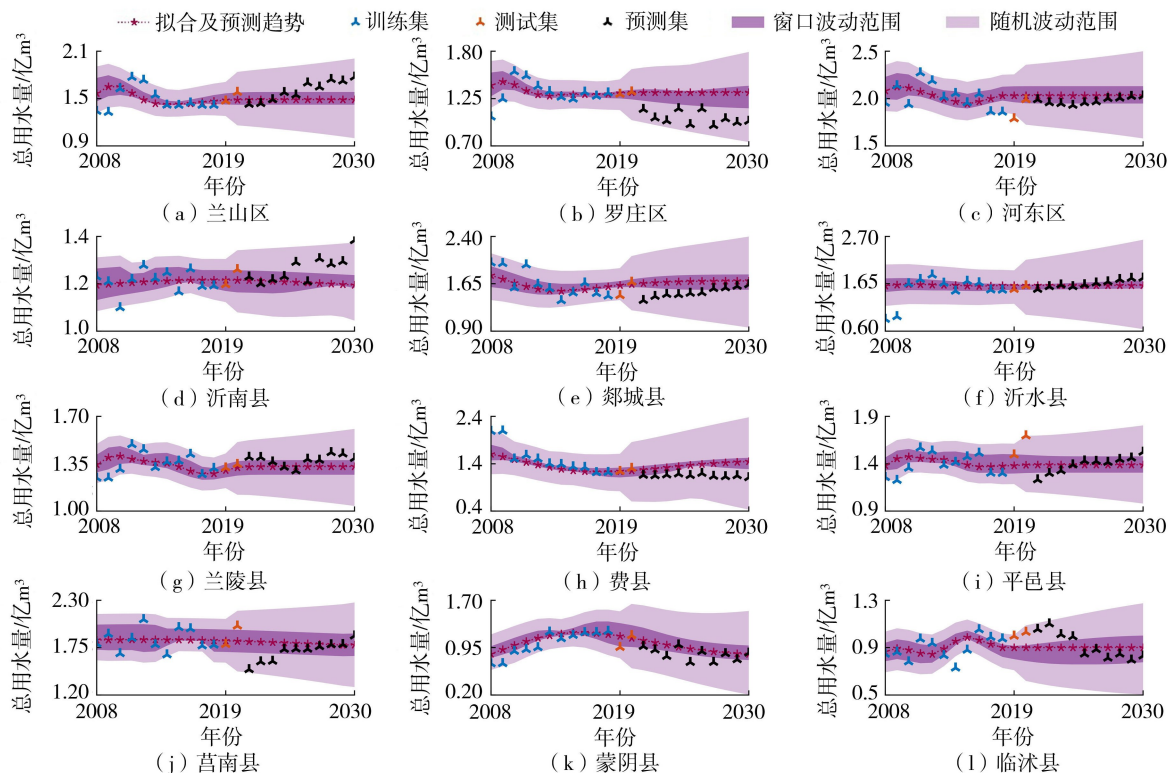 拟合及预测趋势 训练集 测试集 预测集 窗口波动范围 随机波动范围
总用水量/亿m³
2.1
1.5
0.9
2008 2019 2030
年份
(a)兰山区
总用水量/亿m³
1.80
1.25
0.70
2008 2019 2030
年份
(b)罗庄区
总用水量/亿m³
2.5
2.0
1.5
2008 2019 2030
年份
(c)河东区
总用水量/亿m³
1.4
1.2
1.0
2008 2019 2030
年份
(d)沂南县
总用水量/亿m³
2.40
1.65
0.90
2008 2019 2030
年份
(e)郯城县
总用水量/亿m³
2.70
1.65
0.60
2008 2019 2030
年份
(f)沂水县
总用水量/亿m³
1.70
1.35
1.00
2008 2019 2030
年份
(g)兰陵县
总用水量/亿m³
2.4
1.4
0.4
2008 2019 2030
年份
(h)费县
总用水量/亿m³
1.9
1.4
0.9
2008 2019 2030
年份
(i)平邑县
总用水量/亿m³
2.30
1.75
1.20
2008 2019 2030
年份
(j)莒南县
总用水量/亿m³
1.70
0.95
0.20
2008 2019 2030
年份
(k)蒙阴县
总用水量/亿m³
1.3
0.9
0.5
2008 2019 2030
年份
(l)临沭县